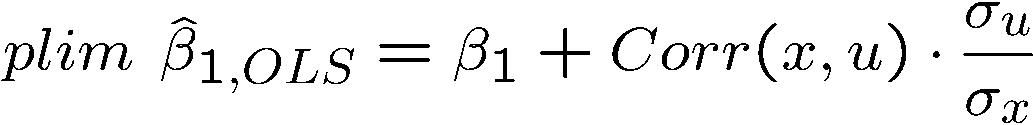 plim β̂₁,OLS = β₁ + Corr(x, u) · σᵤ/σₓ